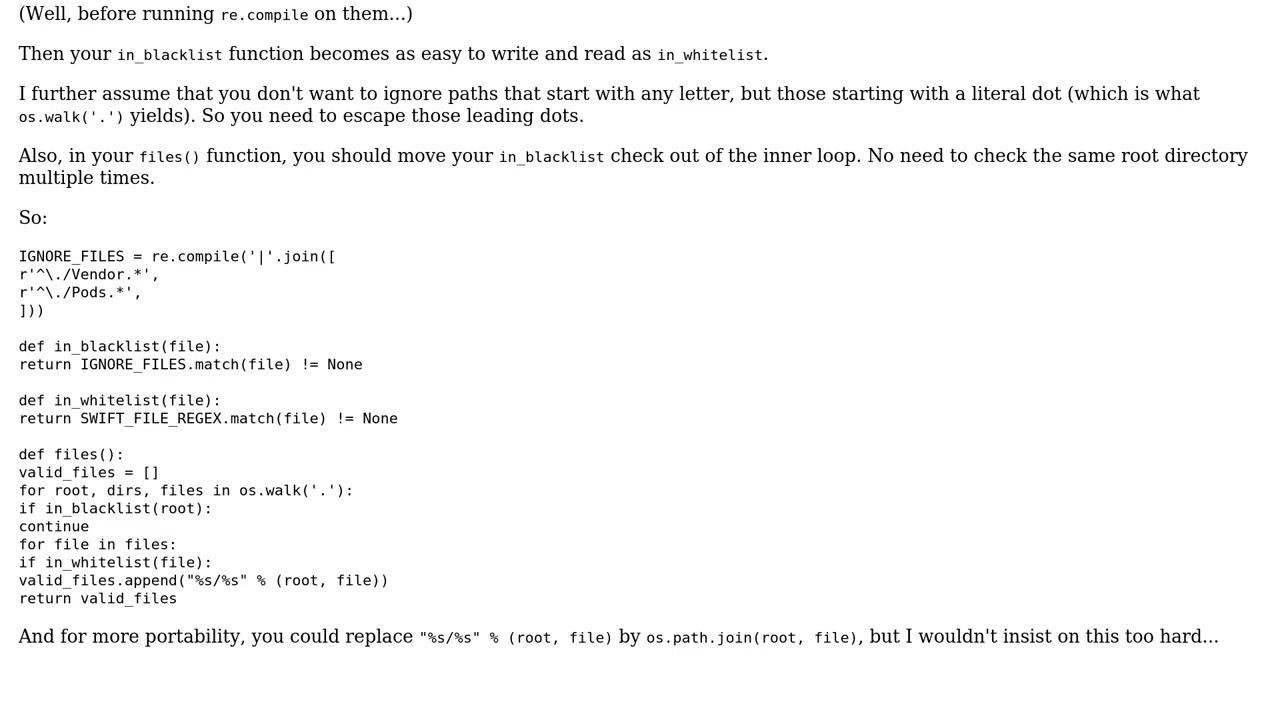 (Well, before running re.compile on them...)
Then your in_blacklist function becomes as easy to write and read as in_whitelist.
I further assume that you don't want to ignore paths that start with any letter, but those starting with a literal dot (which is what
os.walk('.') yields). So you need to escape those leading dots.
Also, in your files() function, you should move your in_blacklist check out of the inner loop. No need to check the same root directory
multiple times.
So:
IGNORE_FILES = re.compile('|'.join([
r'^\./Vendor.*',
r'^\./Pods.*',
]))
def in_blacklist(file):
return IGNORE_FILES.match(file) != None
def in_whitelist(file):
return SWIFT_FILE_REGEX.match(file) != None
def files():
valid_files = []
for root, dirs, files in os.walk('.'):
if in_blacklist(root):
continue
for file in files:
if in_whitelist(file):
valid_files.append("%s/%s" % (root, file))
return valid_files
And for more portability, you could replace "%s/%s" % (root, file) by os.path.join(root, file), but I wouldn't insist on this too hard...